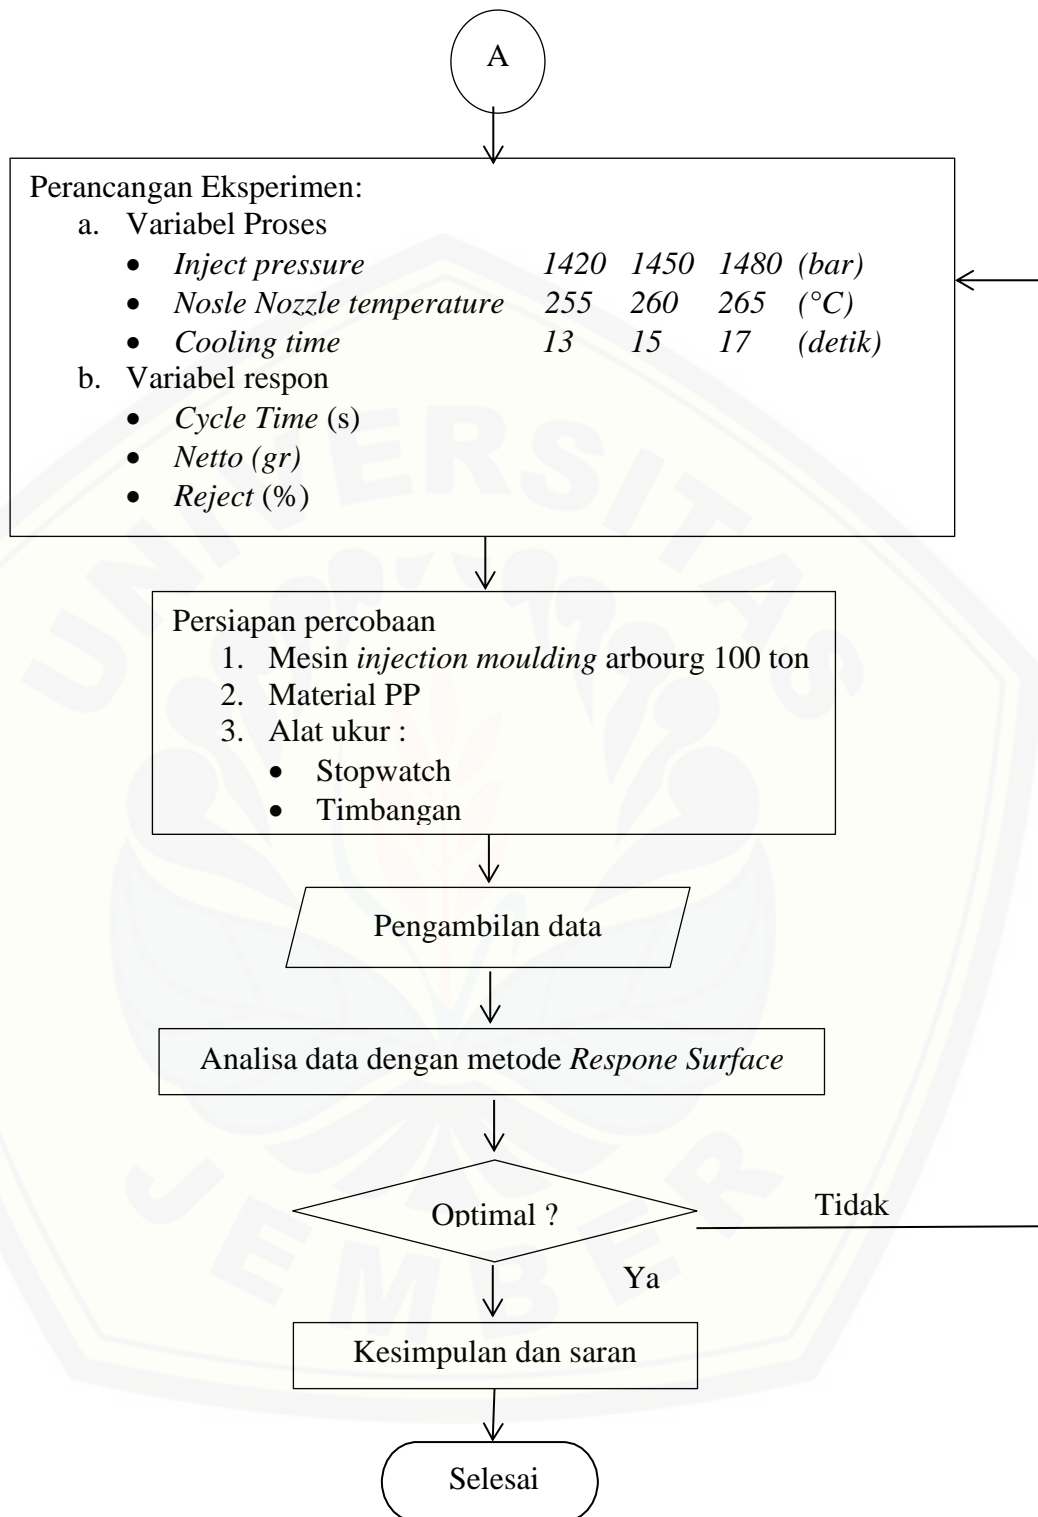 A
Perancangan Eksperimen:
a. Variabel Proses
• Inject pressure 1420 1450 1480 (bar)
• Nosle Nozzle temperature 255 260 265 (°C)
• Cooling time 13 15 17 (detik)
b. Variabel respon
• Cycle Time (s)
• Netto (gr)
• Reject (%)
Persiapan percobaan
1. Mesin injection moulding arbourg 100 ton
2. Material PP
3. Alat ukur :
• Stopwatch
• Timbangan
Pengambilan data
Analisa data dengan metode Respone Surface
Optimal ?
Tidak
Ya
Kesimpulan dan saran
Selesai
UNIVERSITAS
JEMBER